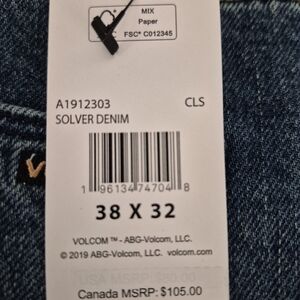 MIX
Paper
FSC® C012345
A1912303 CLS
SOLVER DENIM
1 96134 74704 8
38 X 32
VOLCOM ™ - ABG-Volcom, LLC.
© 2019 ABG-Volcom, LLC. volcom.com
Canada MSRP: $105.00